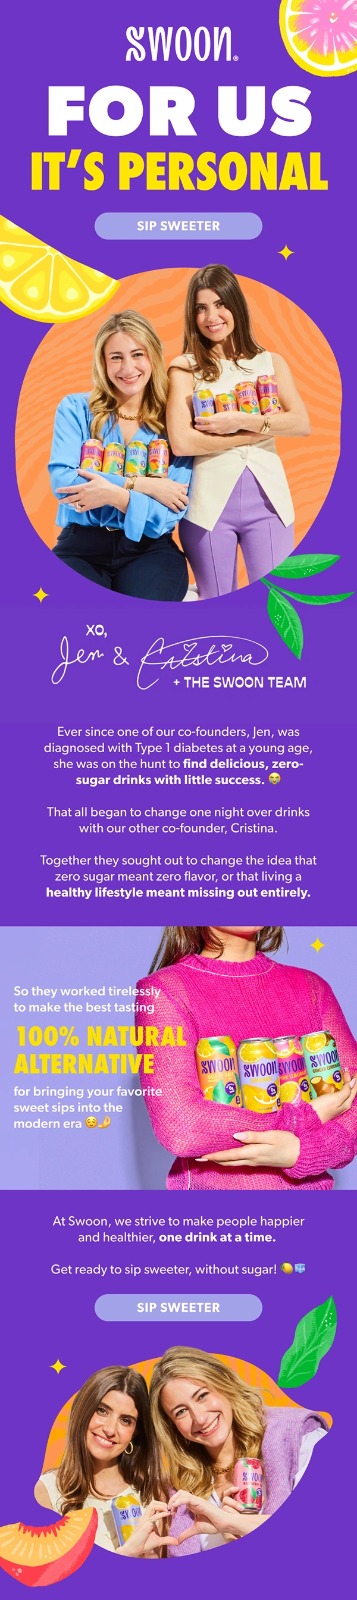 SWOON®
FOR US
IT'S PERSONAL
SIP SWEETER
XO,
Jen & Cristina
+ THE SWOON TEAM
Ever since one of our co-founders, Jen, was
diagnosed with Type 1 diabetes at a young age,
she was on the hunt to find delicious, zero-
sugar drinks with little success. 😅
That all began to change one night over drinks
with our other co-founder, Cristina.
Together they sought out to change the idea that
zero sugar meant zero flavor, or that living a
healthy lifestyle meant missing out entirely.
So they worked tirelessly
to make the best tasting
100% NATURAL
ALTERNATIVE
for bringing your favorite
sweet sips into the
modern era 😌🤌
SWOON
SWOON
SWOON
SWOON
At Swoon, we strive to make people happier
and healthier, one drink at a time.
Get ready to sip sweeter, without sugar! 🍋🧊
SIP SWEETER
SWOON
SWOON